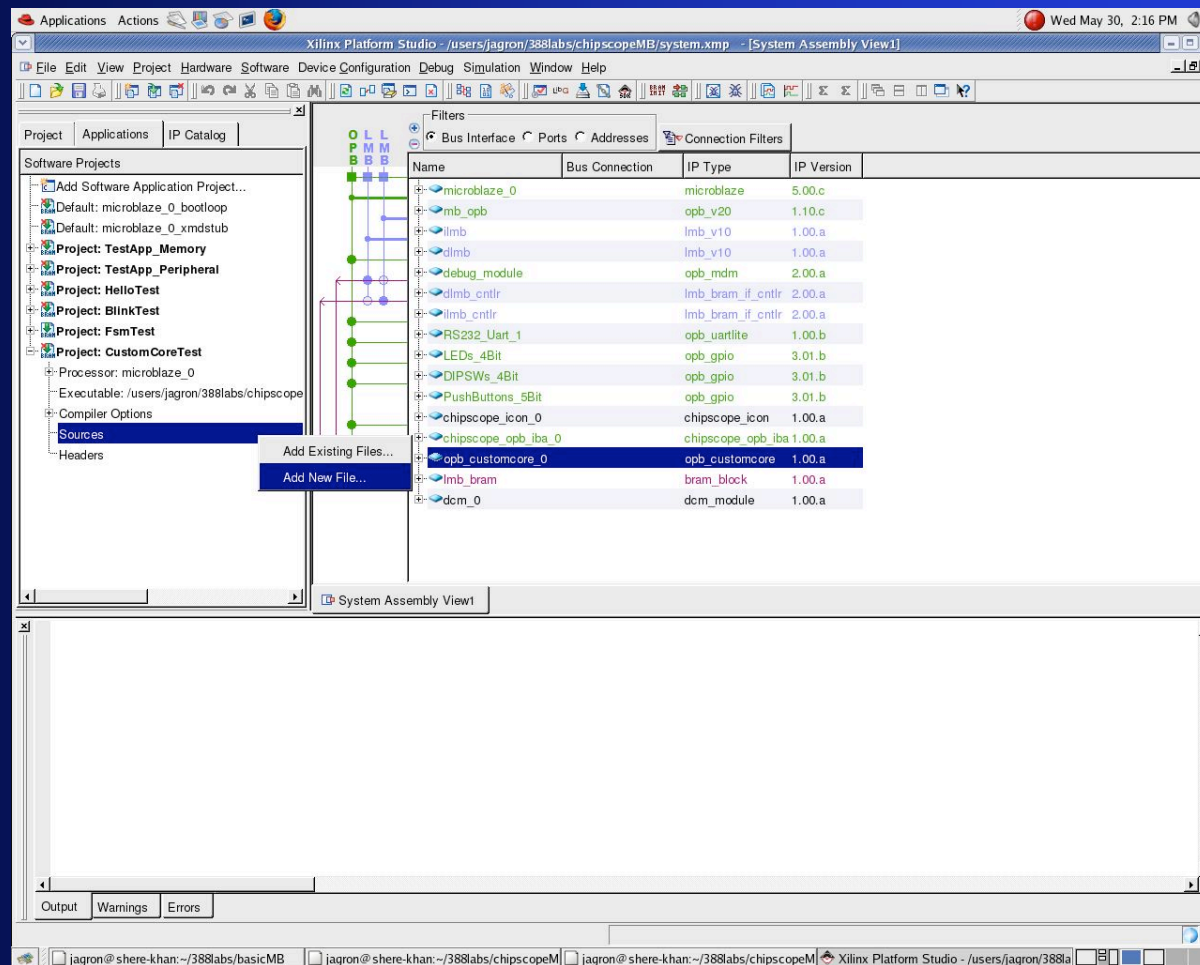 Applications Actions Wed May 30, 2:16 PM
Xilinx Platform Studio - /users/jagron/388labs/chipscopeMB/system.xmp - [System Assembly View1]
File Edit View Project Hardware Software Device Configuration Debug Simulation Window Help
Project Applications IP Catalog
Software Projects
Add Software Application Project...
Default: microblaze_0_bootloop
Default: microblaze_0_xmdstub
Project: TestApp_Memory
Project: TestApp_Peripheral
Project: HelloTest
Project: BlinkTest
Project: FsmTest
Project: CustomCoreTest
Processor: microblaze_0
Executable: /users/jagron/388labs/chipscope
Compiler Options
Sources
Headers
Add Existing Files...
Add New File...
O L L
P M M
B B B
Filters
Bus Interface Ports Addresses Connection Filters
Name Bus Connection IP Type IP Version
microblaze_0 microblaze 5.00.c
mb_opb opb_v20 1.10.c
ilmb lmb_v10 1.00.a
dlmb lmb_v10 1.00.a
debug_module opb_mdm 2.00.a
dlmb_cntlr lmb_bram_if_cntlr 2.00.a
ilmb_cntlr lmb_bram_if_cntlr 2.00.a
RS232_Uart_1 opb_uartlite 1.00.b
LEDs_4Bit opb_gpio 3.01.b
DIPSWs_4Bit opb_gpio 3.01.b
PushButtons_5Bit opb_gpio 3.01.b
chipscope_icon_0 chipscope_icon 1.00.a
chipscope_opb_iba_0 chipscope_opb_iba 1.00.a
opb_customcore_0 opb_customcore 1.00.a
lmb_bram bram_block 1.00.a
dcm_0 dcm_module 1.00.a
System Assembly View1
Output Warnings Errors
jagron@shere-khan:~/388labs/basicMB jagron@shere-khan:~/388labs/chipscopeM jagron@shere-khan:~/388labs/chipscopeM Xilinx Platform Studio - /users/jagron/388la